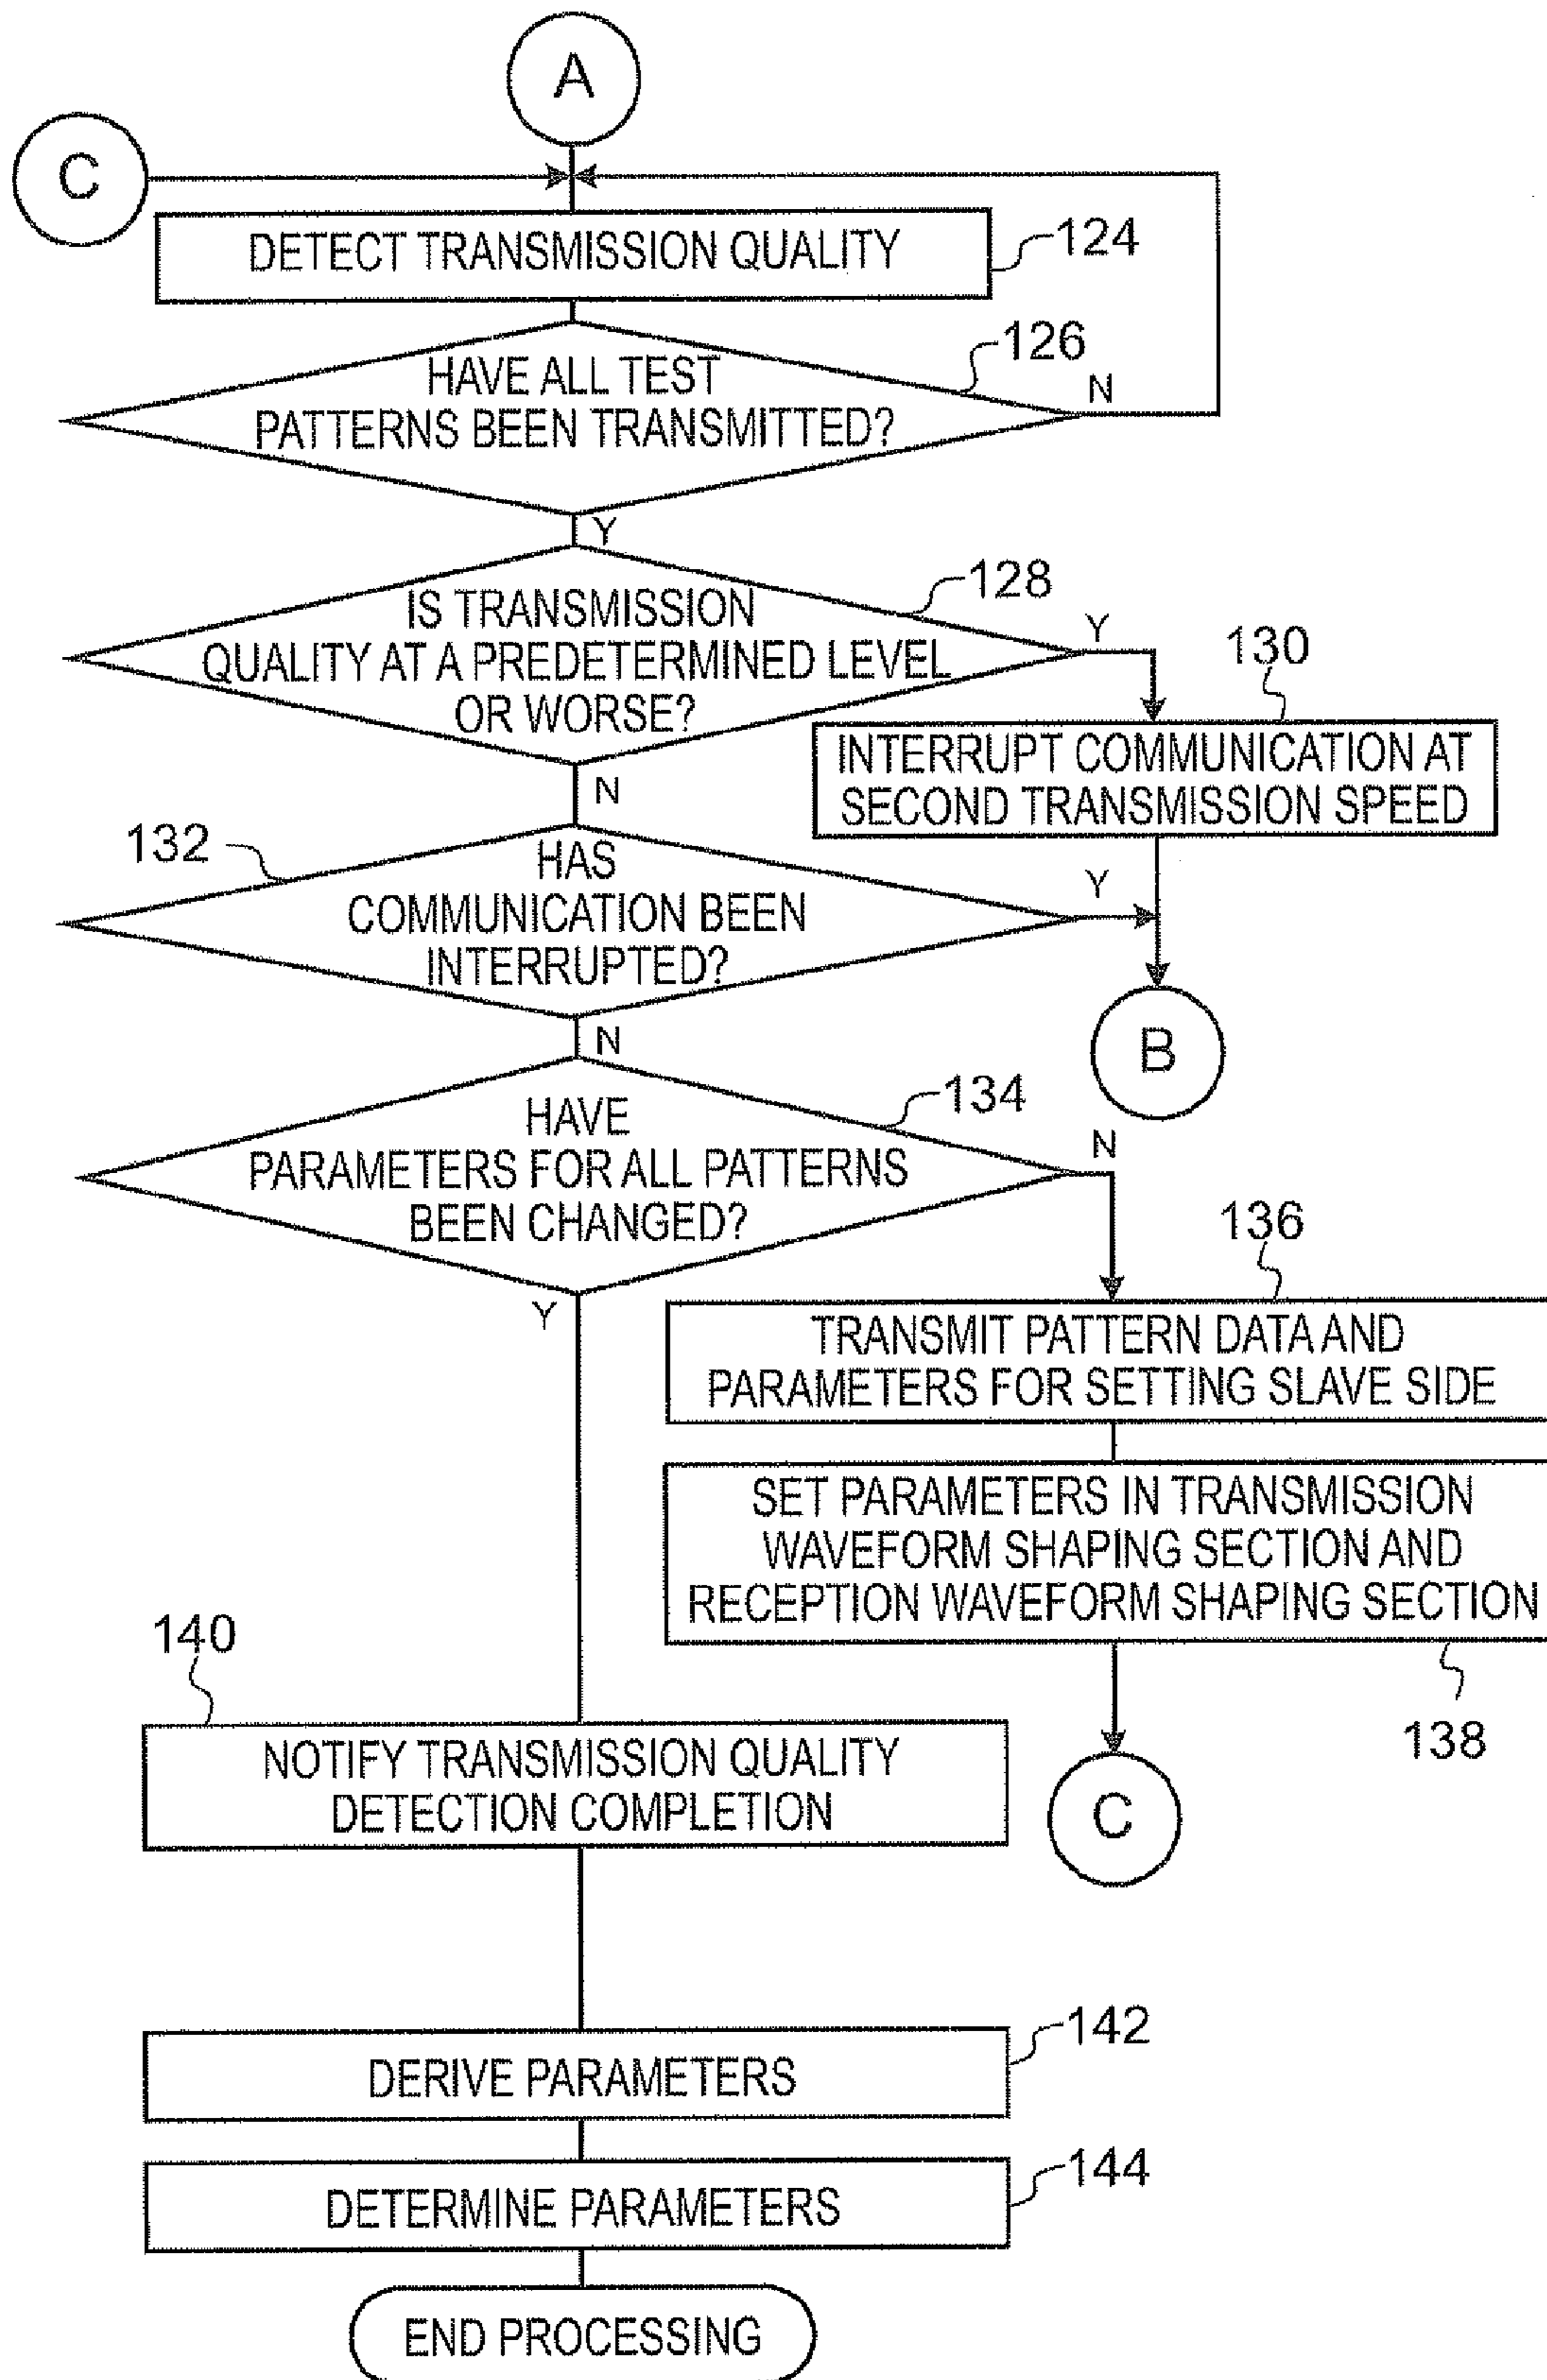 A
C
DETECT TRANSMISSION QUALITY
124
126
HAVE ALL TEST
PATTERNS BEEN TRANSMITTED?
N
Y
128
IS TRANSMISSION
QUALITY AT A PREDETERMINED LEVEL
OR WORSE?
Y
130
INTERRUPT COMMUNICATION AT
SECOND TRANSMISSION SPEED
N
132
HAS
COMMUNICATION BEEN
INTERRUPTED?
Y
B
N
134
HAVE
PARAMETERS FOR ALL PATTERNS
BEEN CHANGED?
N
Y
136
TRANSMIT PATTERN DATA AND
PARAMETERS FOR SETTING SLAVE SIDE
SET PARAMETERS IN TRANSMISSION
WAVEFORM SHAPING SECTION AND
RECEPTION WAVEFORM SHAPING SECTION
138
C
140
NOTIFY TRANSMISSION QUALITY
DETECTION COMPLETION
142
DERIVE PARAMETERS
144
DETERMINE PARAMETERS
END PROCESSING